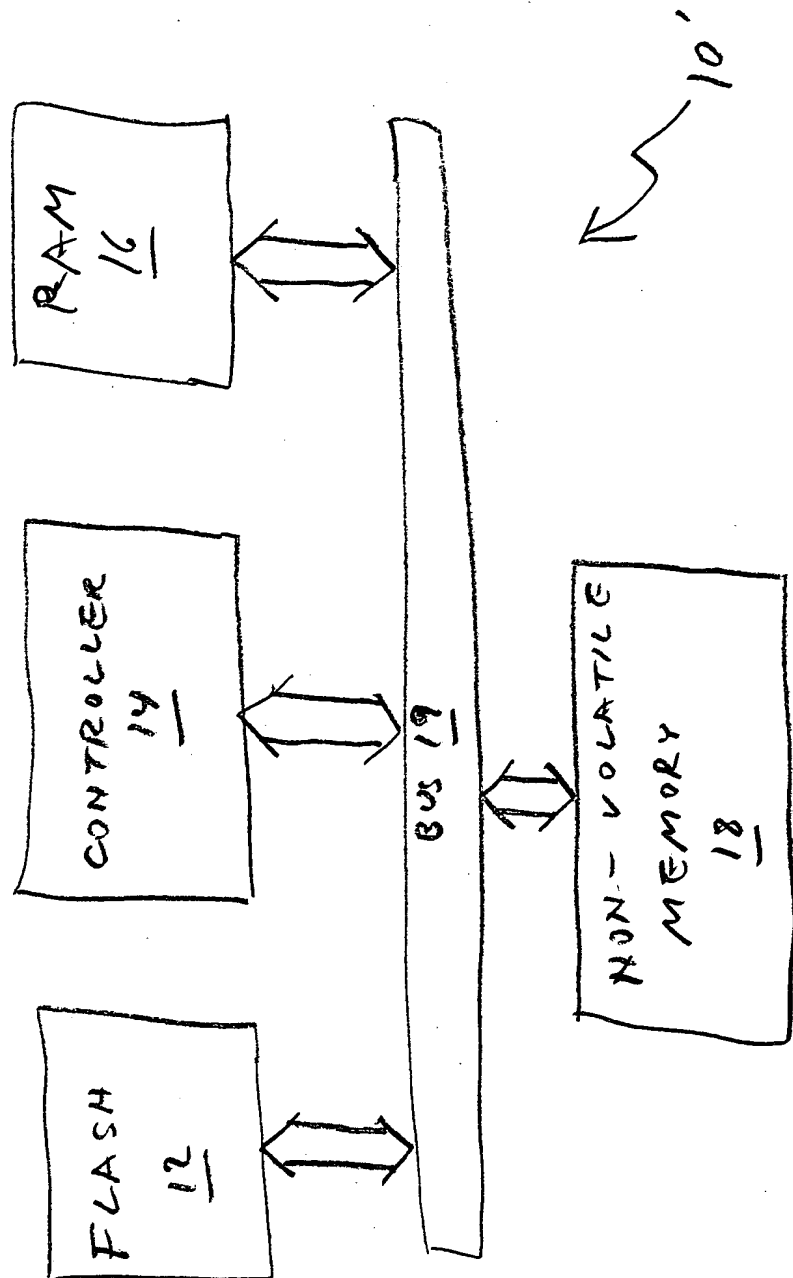 FLASH
12
CONTROLLER
14
RAM
16
BUS 19
NON-VOLATILE
MEMORY
18
10'